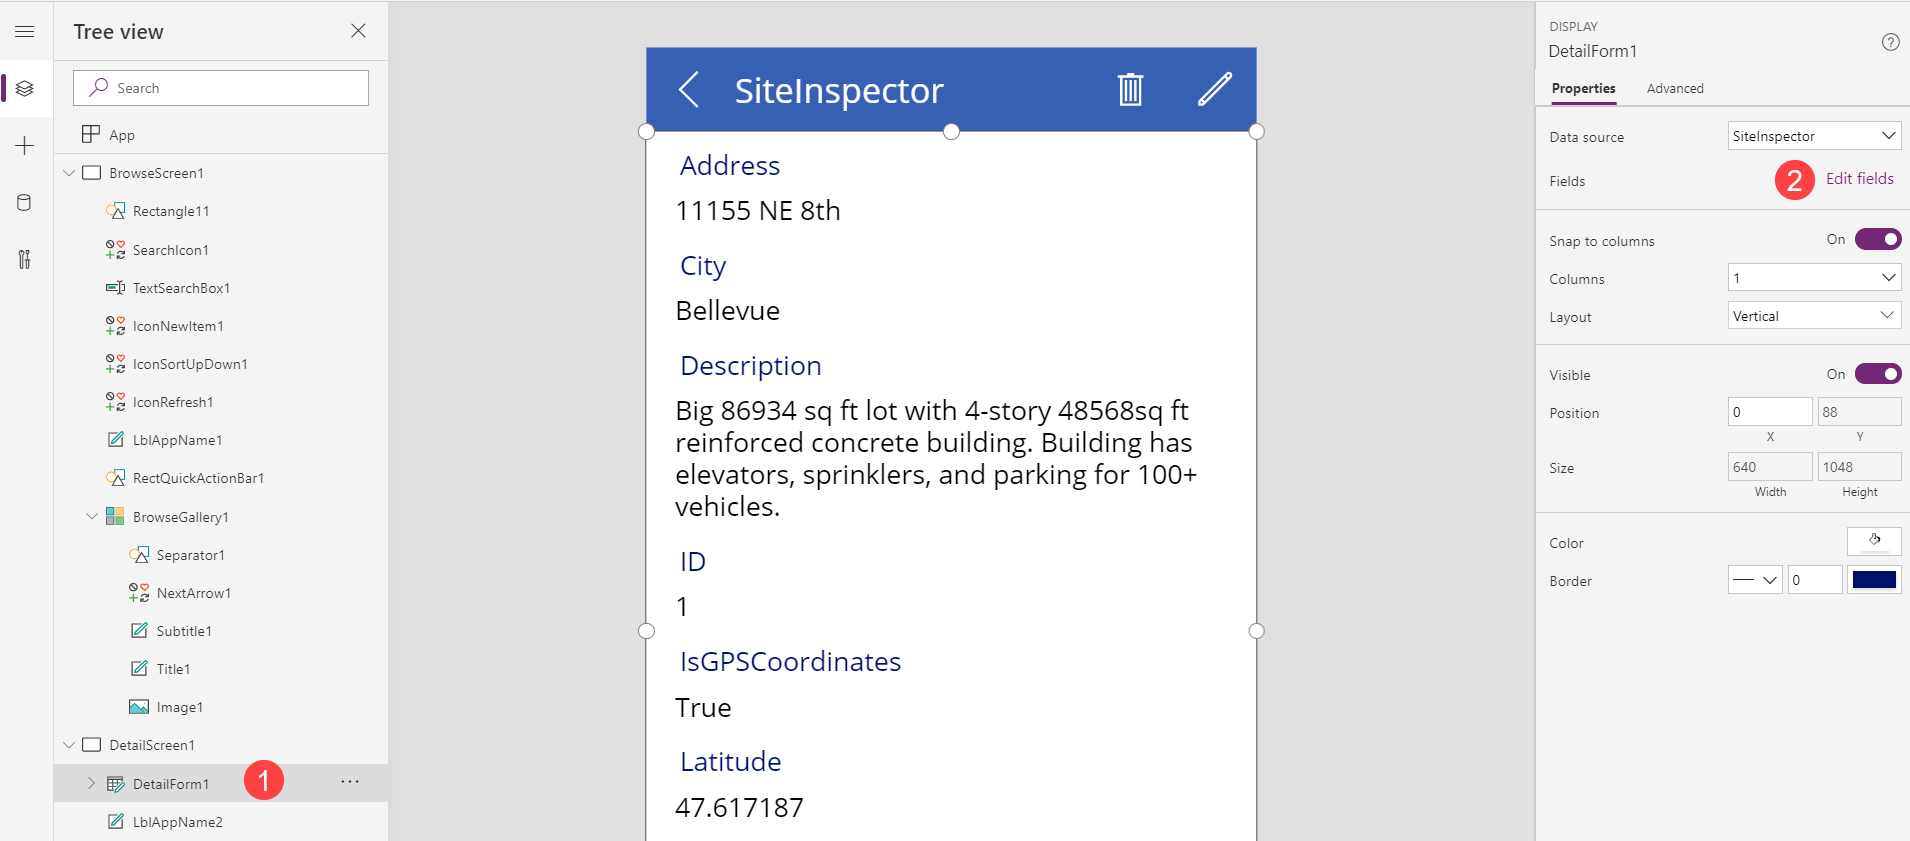 Tree view
Search
App
BrowseScreen1
Rectangle11
SearchIcon1
TextSearchBox1
IconNewItem1
IconSortUpDown1
IconRefresh1
LblAppName1
RectQuickActionBar1
BrowseGallery1
Separator1
NextArrow1
Subtitle1
Title1
Image1
DetailScreen1
DetailForm1 1 ...
LblAppName2
SiteInspector
Address
11155 NE 8th
City
Bellevue
Description
Big 86934 sq ft lot with 4-story 48568sq ft
reinforced concrete building. Building has
elevators, sprinklers, and parking for 100+
vehicles.
ID
1
IsGPSCoordinates
True
Latitude
47.617187
DISPLAY
DetailForm1
?
Properties Advanced
Data source SiteInspector
Fields 2 Edit fields
Snap to columns On
Columns 1
Layout Vertical
Visible On
Position 0 88
X Y
Size 640 1048
Width Height
Color
Border 0